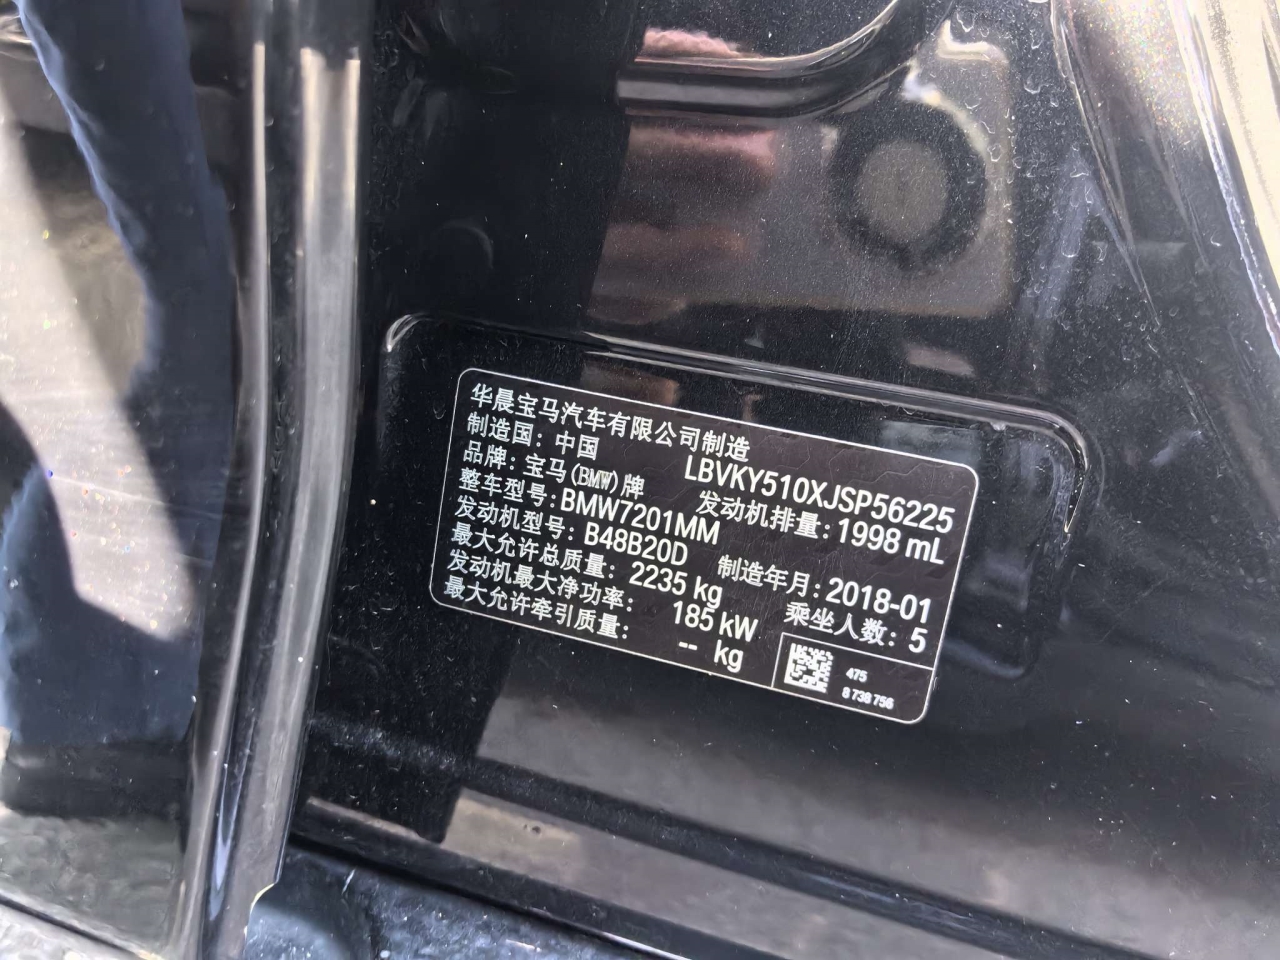 华晨宝马汽车有限公司制造
制造国：中国 LBVKY510XJSP56225
品牌：宝马(BMW)牌 发动机排量：1998 mL
整车型号：BMW7201MM
发动机型号：B48B20D 制造年月：2018-01
最大允许总质量：2235 kg 乘坐人数：5
发动机最大净功率：185 kW
最大允许牵引质量：-- kg
475
8 738 756